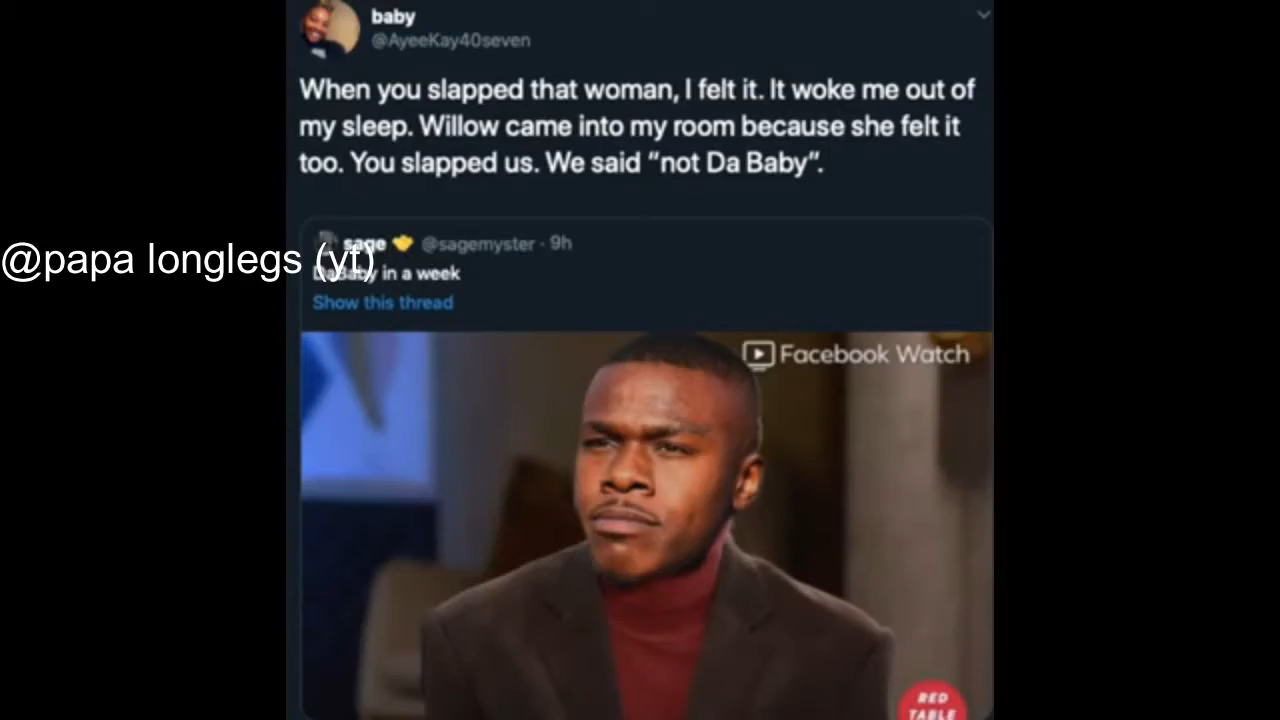 baby
@AyeeKay40seven
When you slapped that woman, I felt it. It woke me out of
my sleep. Willow came into my room because she felt it
too. You slapped us. We said “not Da Baby”.
sage @sagemyster · 9h
@papa longlegs (yt)
DaBaby in a week
Show this thread
Facebook Watch
RED
TABLE